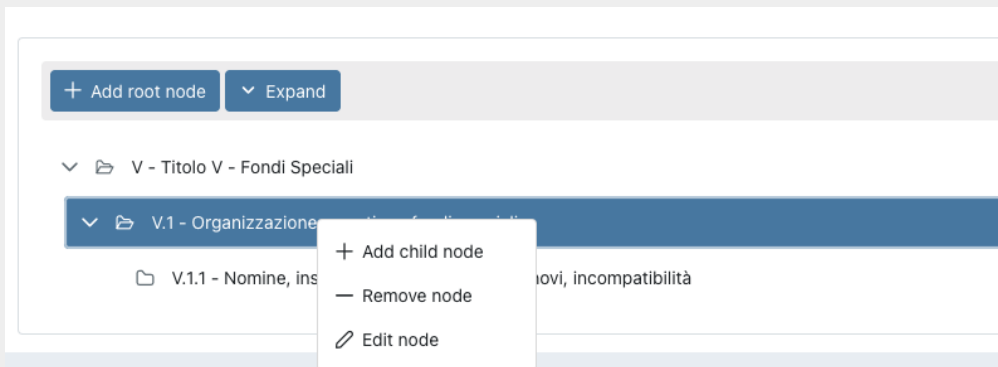 Add root node
Expand
V - Titolo V - Fondi Speciali
V.1 - Organizzazione
Add child node
V.1.1 - Nomine, ins
novi, incompatibilità
Remove node
Edit node